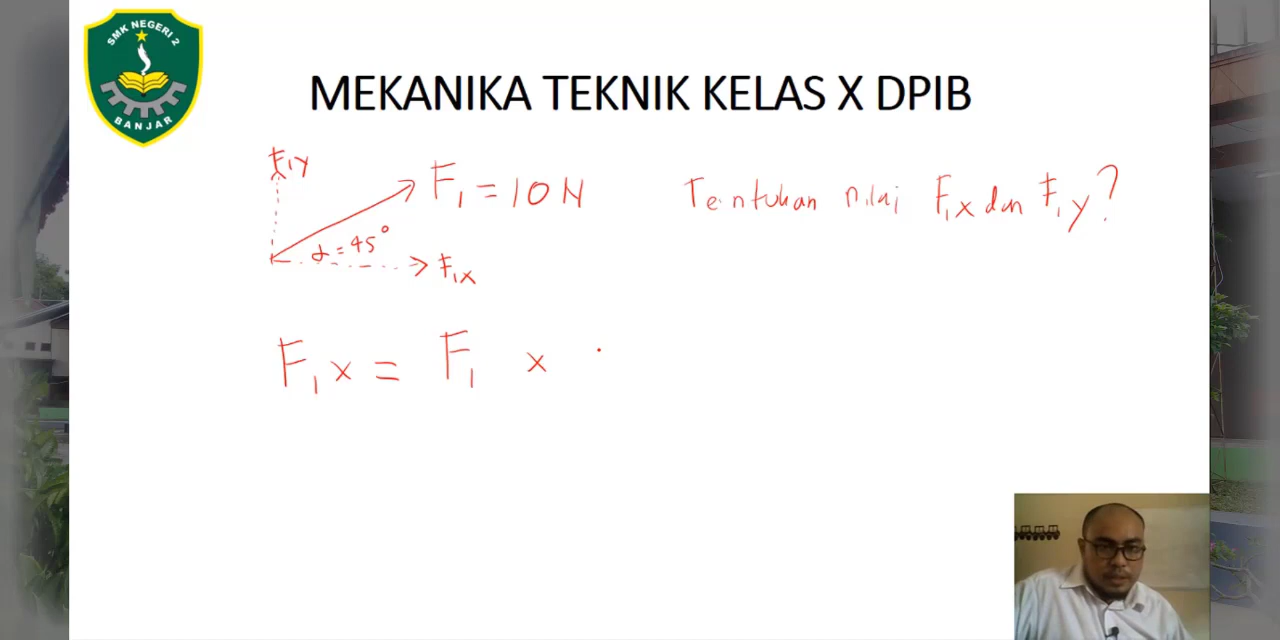 SMK NEGERI 2
BANJAR
MEKANIKA TEKNIK KELAS X DPIB
F₁y
F₁ = 10 N
α = 45°
F₁x
Tentukan nilai F₁x dan F₁y?
F₁x = F₁ x